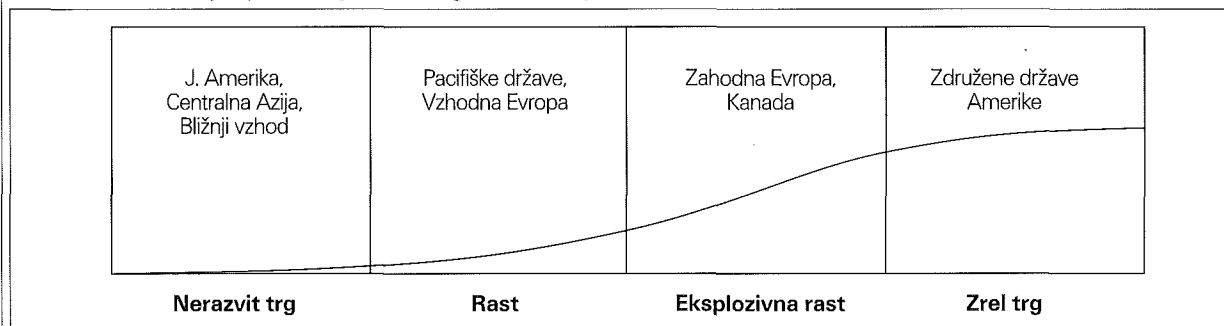 J. Amerika,
Centralna Azija,
Bližnji vzhod
Pacifiške države,
Vzhodna Evropa
Zahodna Evropa,
Kanada
Združene države
Amerike
Nerazvit trg
Rast
Eksplozivna rast
Zrel trg